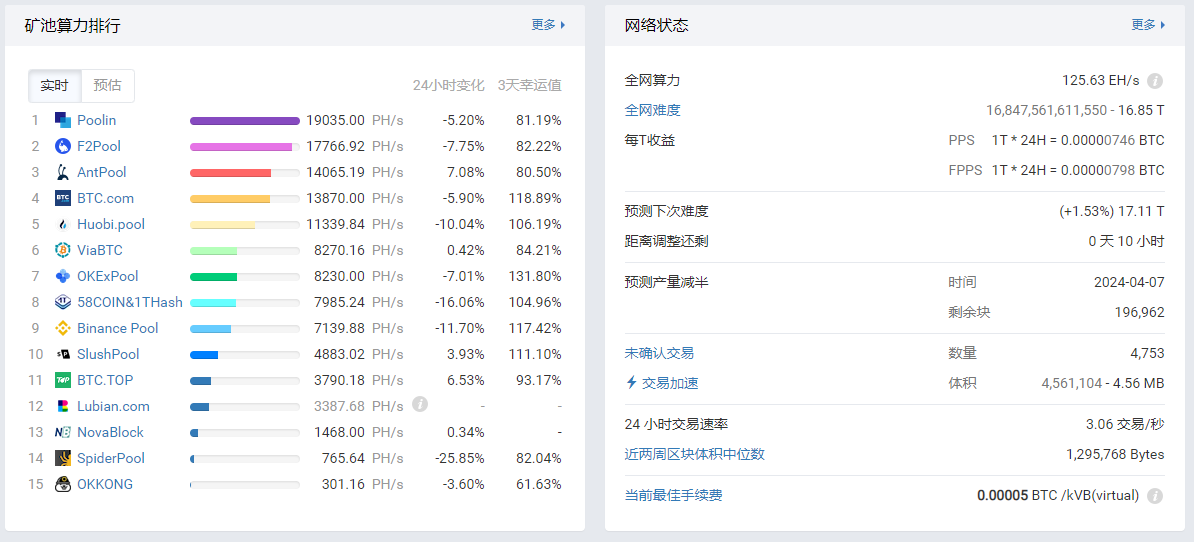 矿池算力排行 更多
实时 预估 24小时变化 3天幸运值
1 Poolin 19035.00 PH/s -5.20% 81.19%
2 F2Pool 17766.92 PH/s -7.75% 82.22%
3 AntPool 14065.19 PH/s 7.08% 80.50%
4 BTC.com 13870.00 PH/s -5.90% 118.89%
5 Huobi.pool 11339.84 PH/s -10.04% 106.19%
6 ViaBTC 8270.16 PH/s 0.42% 84.21%
7 OKExPool 8230.00 PH/s -7.01% 131.80%
8 58COIN&1THash 7985.24 PH/s -16.06% 104.96%
9 Binance Pool 7139.88 PH/s -11.70% 117.42%
10 SlushPool 4883.02 PH/s 3.93% 111.10%
11 BTC.TOP 3790.18 PH/s 6.53% 93.17%
12 Lubian.com 3387.68 PH/s - -
13 NovaBlock 1468.00 PH/s 0.34% -
14 SpiderPool 765.64 PH/s -25.85% 82.04%
15 OKKONG 301.16 PH/s -3.60% 61.63%
网络状态 更多
全网算力 125.63 EH/s
全网难度 16,847,561,611,550 - 16.85 T
每T收益 PPS 1T * 24H = 0.00000746 BTC
FPPS 1T * 24H = 0.00000798 BTC
预测下次难度 (+1.53%) 17.11 T
距离调整还剩 0 天 10 小时
预测产量减半 时间 2024-04-07
剩余块 196,962
未确认交易 数量 4,753
交易加速 体积 4,561,104 - 4.56 MB
24 小时交易速率 3.06 交易/秒
近两周区块体积中位数 1,295,768 Bytes
当前最佳手续费 0.00005 BTC /kVB(virtual)